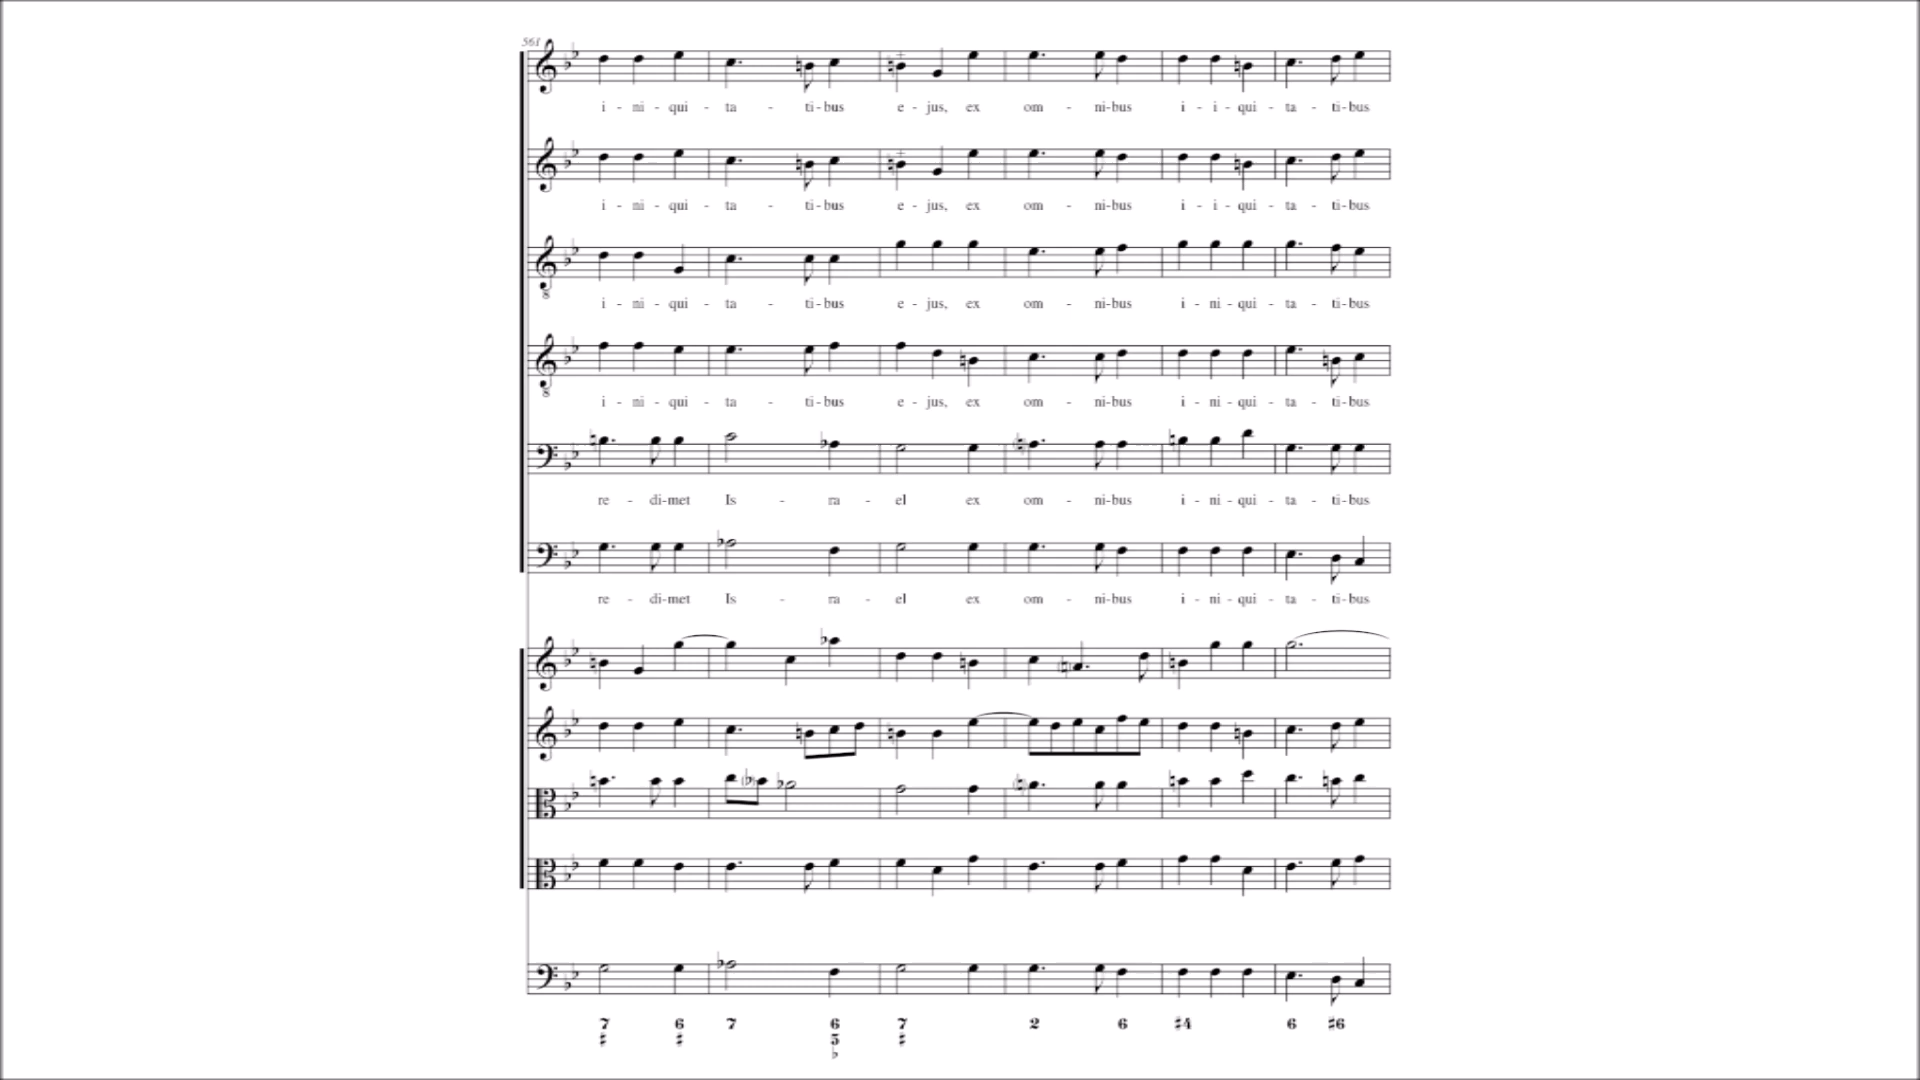 561
i - ni - qui - ta - ti - bus e - jus, ex om - ni-bus i - i - qui - ta - ti-bus
i - ni - qui - ta - ti - bus e - jus, ex om - ni-bus i - i - qui - ta - ti-bus
i - ni - qui - ta - ti - bus e - jus, ex om - ni-bus i - ni - qui - ta - ti-bus
i - ni - qui - ta - ti - bus e - jus, ex om - ni-bus i - ni - qui - ta - ti-bus
re - di-met Is - ra - el ex om - ni-bus i - ni - qui - ta - ti-bus
re - di-met Is - ra - el ex om - ni-bus i - ni - qui - ta - ti-bus
7 6 7 6 7 2 6 ♯4 6 ♯6
♯ ♯ 5 ♯
♭